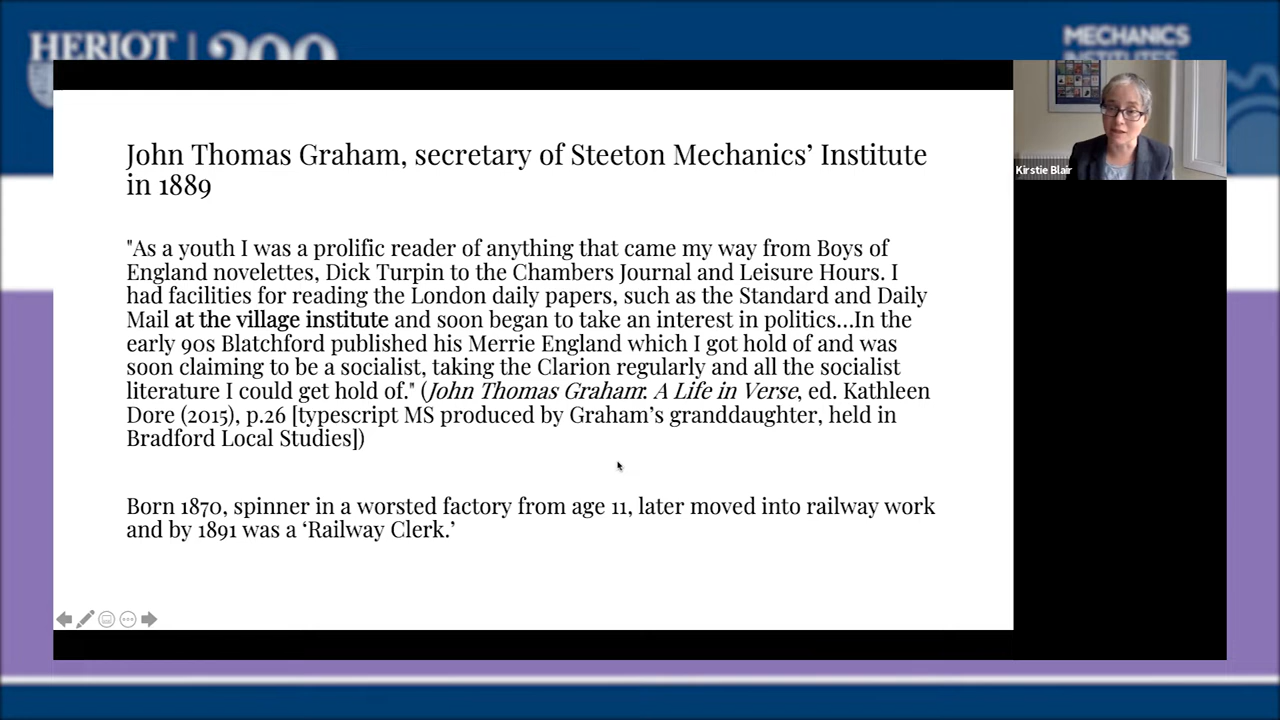 HERIOT | 200
MECHANICS
INSTITUTES
Kirstie Blair
John Thomas Graham, secretary of Steeton Mechanics’ Institute
in 1889
"As a youth I was a prolific reader of anything that came my way from Boys of
England novelettes, Dick Turpin to the Chambers Journal and Leisure Hours. I
had facilities for reading the London daily papers, such as the Standard and Daily
Mail at the village institute and soon began to take an interest in politics…In the
early 90s Blatchford published his Merrie England which I got hold of and was
soon claiming to be a socialist, taking the Clarion regularly and all the socialist
literature I could get hold of." (John Thomas Graham: A Life in Verse, ed. Kathleen
Dore (2015), p.26 [typescript MS produced by Graham’s granddaughter, held in
Bradford Local Studies])
Born 1870, spinner in a worsted factory from age 11, later moved into railway work
and by 1891 was a ‘Railway Clerk.’